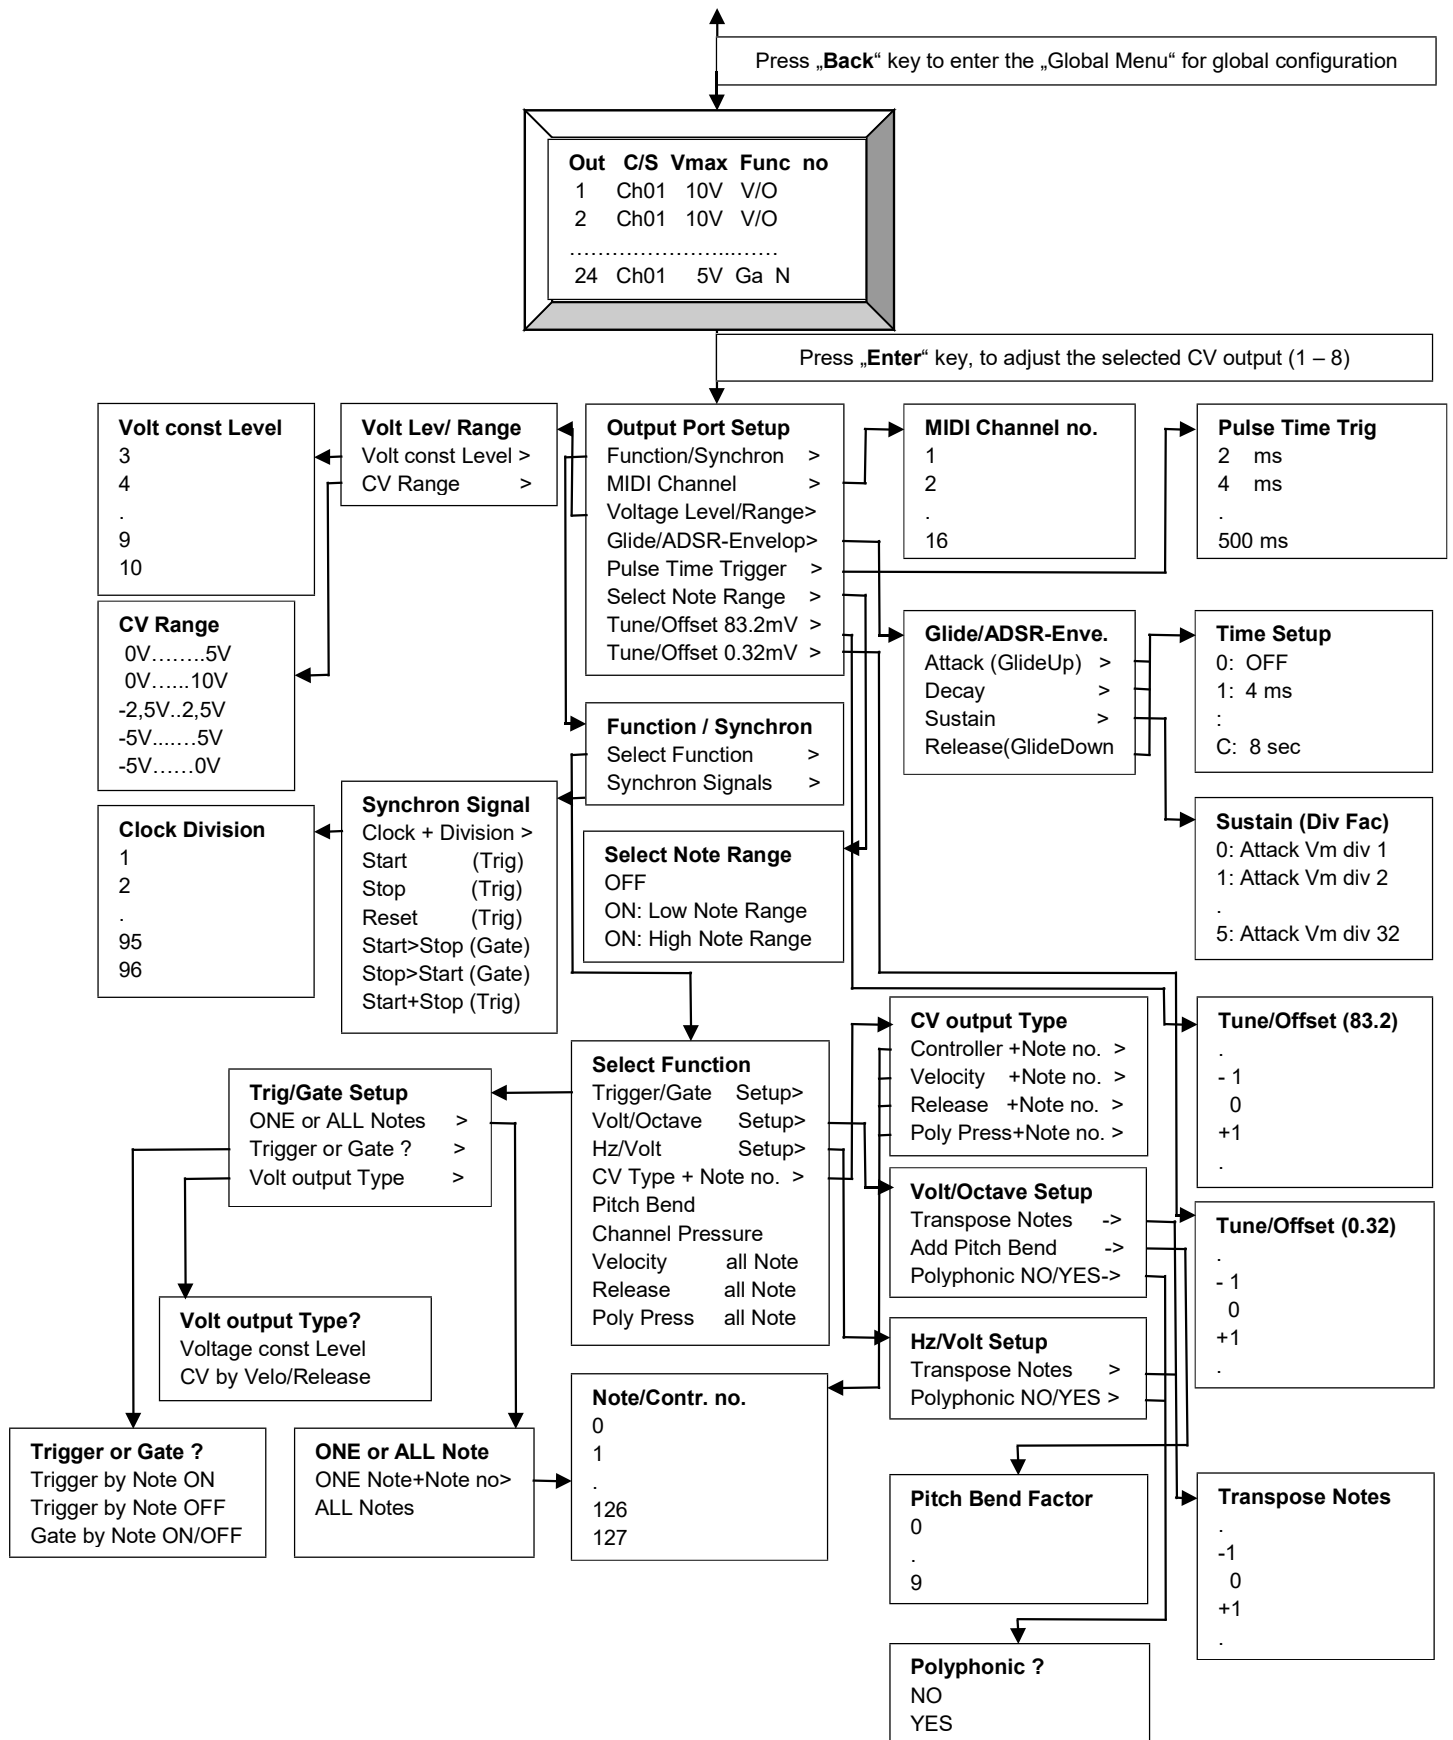 Press „Back“ key to enter the „Global Menu“ for global configuration
Out C/S Vmax Func no
1 Ch01 10V V/O
2 Ch01 10V V/O
…………………...……
24 Ch01 5V Ga N
Press „Enter“ key, to adjust the selected CV output (1 – 8)
Volt const Level
3
4
.
9
10
Volt Lev/ Range
Volt const Level >
CV Range >
Output Port Setup
Function/Synchron >
MIDI Channel >
Voltage Level/Range>
Glide/ADSR-Envelop>
Pulse Time Trigger >
Select Note Range >
Tune/Offset 83.2mV >
Tune/Offset 0.32mV >
MIDI Channel no.
1
2
.
16
Pulse Time Trig
2 ms
4 ms
.
500 ms
CV Range
0V……..5V
0V…...10V
-2,5V..2,5V
-5V...….5V
-5V……0V
Glide/ADSR-Enve.
Attack (GlideUp) >
Decay >
Sustain >
Release(GlideDown
Time Setup
0: OFF
1: 4 ms
:
C: 8 sec
Function / Synchron
Select Function >
Synchron Signals >
Synchron Signal
Clock + Division >
Start (Trig)
Stop (Trig)
Reset (Trig)
Start>Stop (Gate)
Stop>Start (Gate)
Start+Stop (Trig)
Clock Division
1
2
.
95
96
Select Note Range
OFF
ON: Low Note Range
ON: High Note Range
Sustain (Div Fac)
0: Attack Vm div 1
1: Attack Vm div 2
.
5: Attack Vm div 32
CV output Type
Controller +Note no. >
Velocity +Note no. >
Release +Note no. >
Poly Press+Note no. >
Tune/Offset (83.2)
.
- 1
0
+1
.
Select Function
Trigger/Gate Setup>
Volt/Octave Setup>
Hz/Volt Setup>
CV Type + Note no. >
Pitch Bend
Channel Pressure
Velocity all Note
Release all Note
Poly Press all Note
Trig/Gate Setup
ONE or ALL Notes >
Trigger or Gate ? >
Volt output Type >
Volt/Octave Setup
Transpose Notes ->
Add Pitch Bend ->
Polyphonic NO/YES->
Tune/Offset (0.32)
.
- 1
0
+1
.
Volt output Type?
Voltage const Level
CV by Velo/Release
Hz/Volt Setup
Transpose Notes >
Polyphonic NO/YES >
Note/Contr. no.
0
1
.
126
127
Trigger or Gate ?
Trigger by Note ON
Trigger by Note OFF
Gate by Note ON/OFF
ONE or ALL Note
ONE Note+Note no>
ALL Notes
Pitch Bend Factor
0
.
9
Transpose Notes
.
-1
0
+1
.
Polyphonic ?
NO
YES